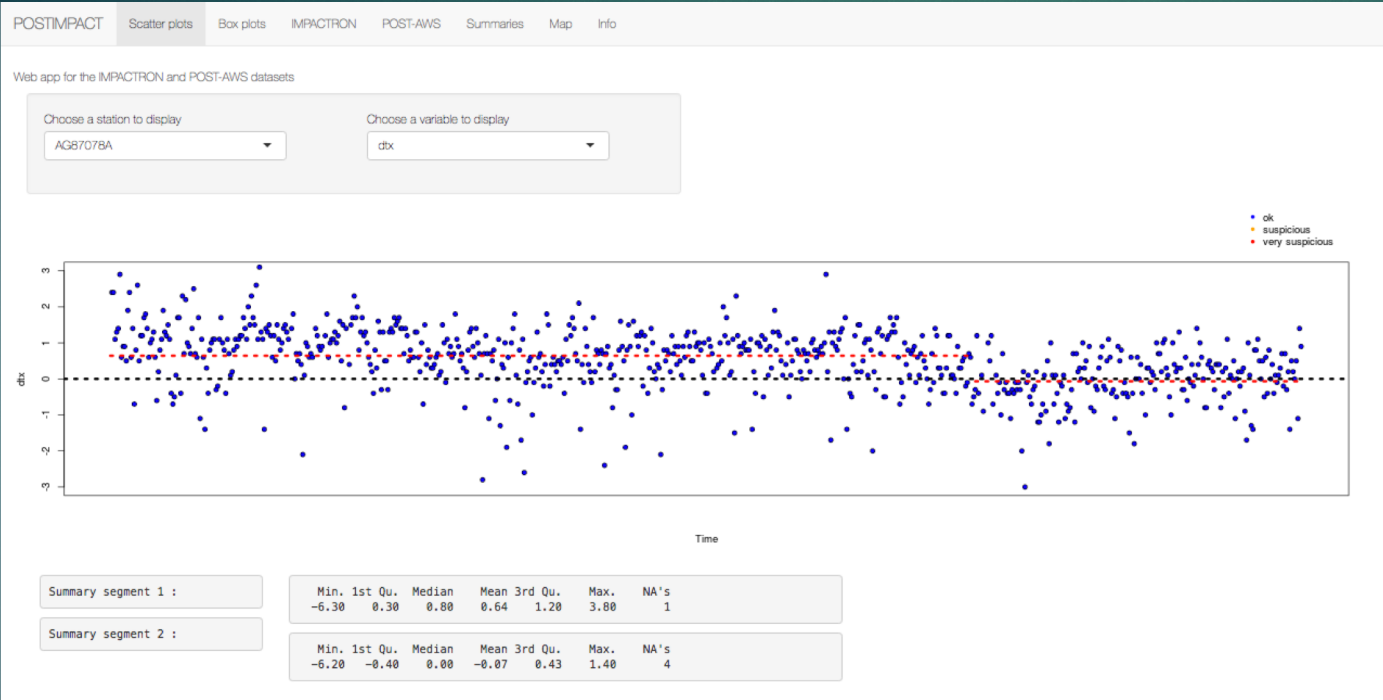 POSTIMPACT Scatter plots Box plots IMPACTRON POST-AWS Summaries Map Info
Web app for the IMPACTRON and POST-AWS datasets
Choose a station to display Choose a variable to display
AG87078A dtx
ok
suspicious
very suspicious
3
2
1
0
-1
-2
-3
dtx
Time
Summary segment 1 :
Min. 1st Qu. Median Mean 3rd Qu. Max. NA's
-6.30 0.30 0.80 0.64 1.20 3.80 1
Summary segment 2 :
Min. 1st Qu. Median Mean 3rd Qu. Max. NA's
-6.20 -0.40 0.00 -0.07 0.43 1.40 4